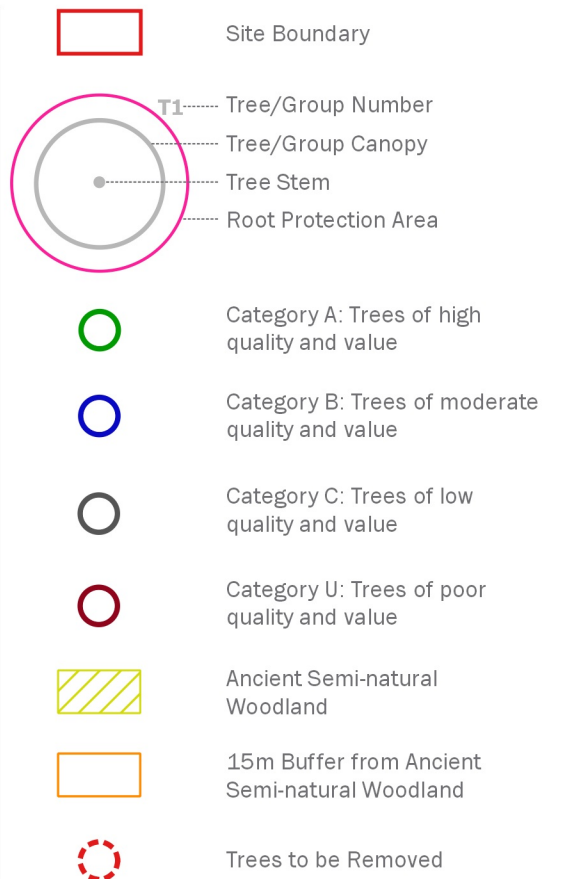 Site Boundary
T1
Tree/Group Number
Tree/Group Canopy
Tree Stem
Root Protection Area
Category A: Trees of high
quality and value
Category B: Trees of moderate
quality and value
Category C: Trees of low
quality and value
Category U: Trees of poor
quality and value
Ancient Semi-natural
Woodland
15m Buffer from Ancient
Semi-natural Woodland
Trees to be Removed